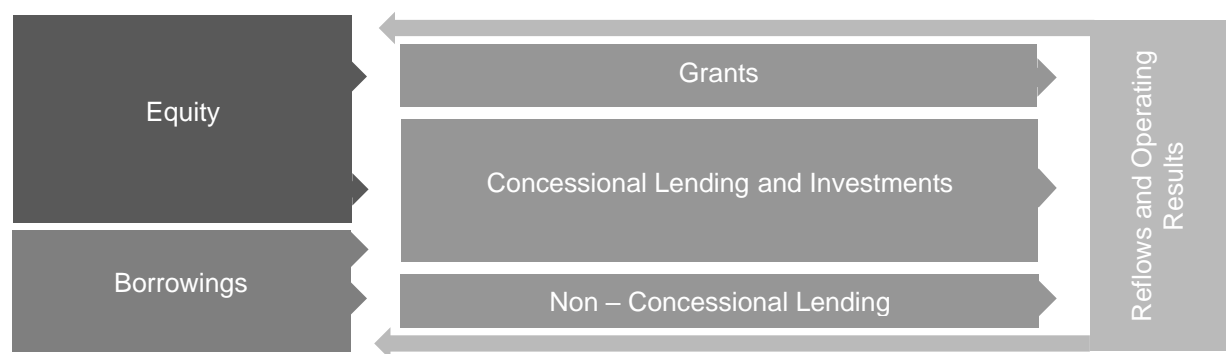 Equity
Borrowings
Grants
Concessional Lending and Investments
Non – Concessional Lending
Reflows and Operating
Results